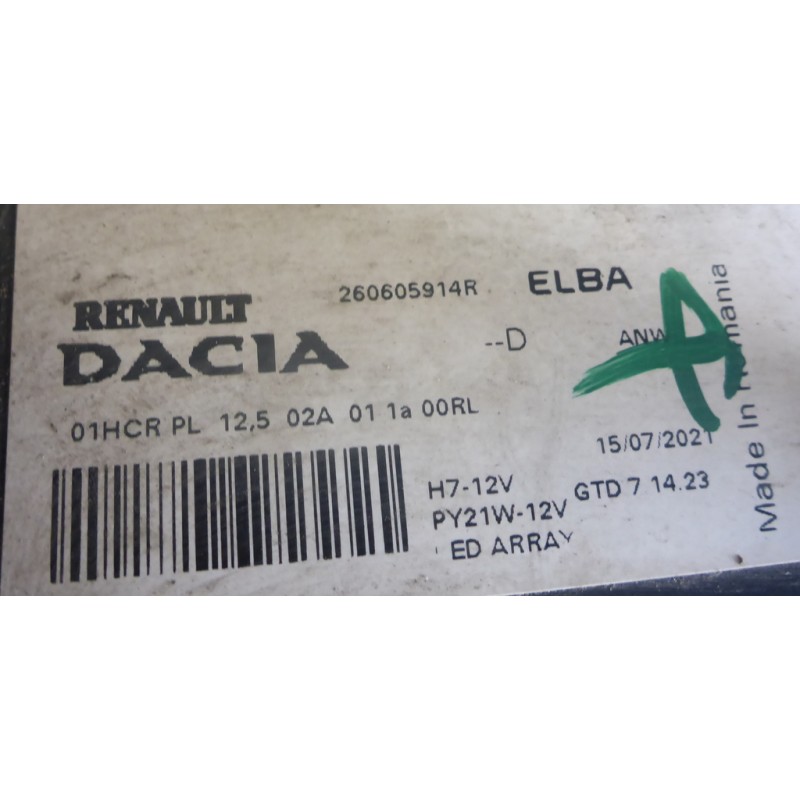 RENAULT
DACIA
260605914R
ELBA
--D
01HCR PL 12,5 02A 01 1a 00RL
15/07/2021
H7-12V
GTD 7 14.23
PY21W-12V
ED ARRAY
Made In Romania
A